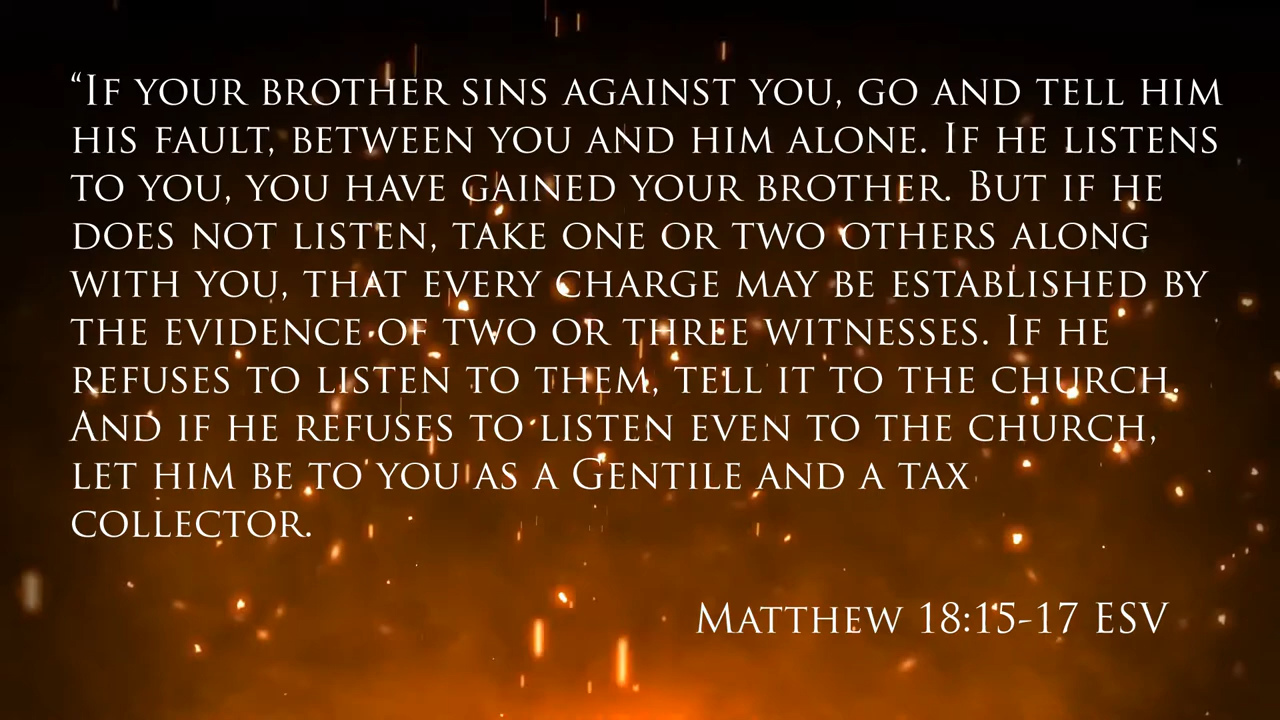 “If your brother sins against you, go and tell him
his fault, between you and him alone. If he listens
to you, you have gained your brother. But if he
does not listen, take one or two others along
with you, that every charge may be established by
the evidence of two or three witnesses. If he
refuses to listen to them, tell it to the church.
And if he refuses to listen even to the church,
let him be to you as a Gentile and a tax
collector.
Matthew 18:15-17 ESV